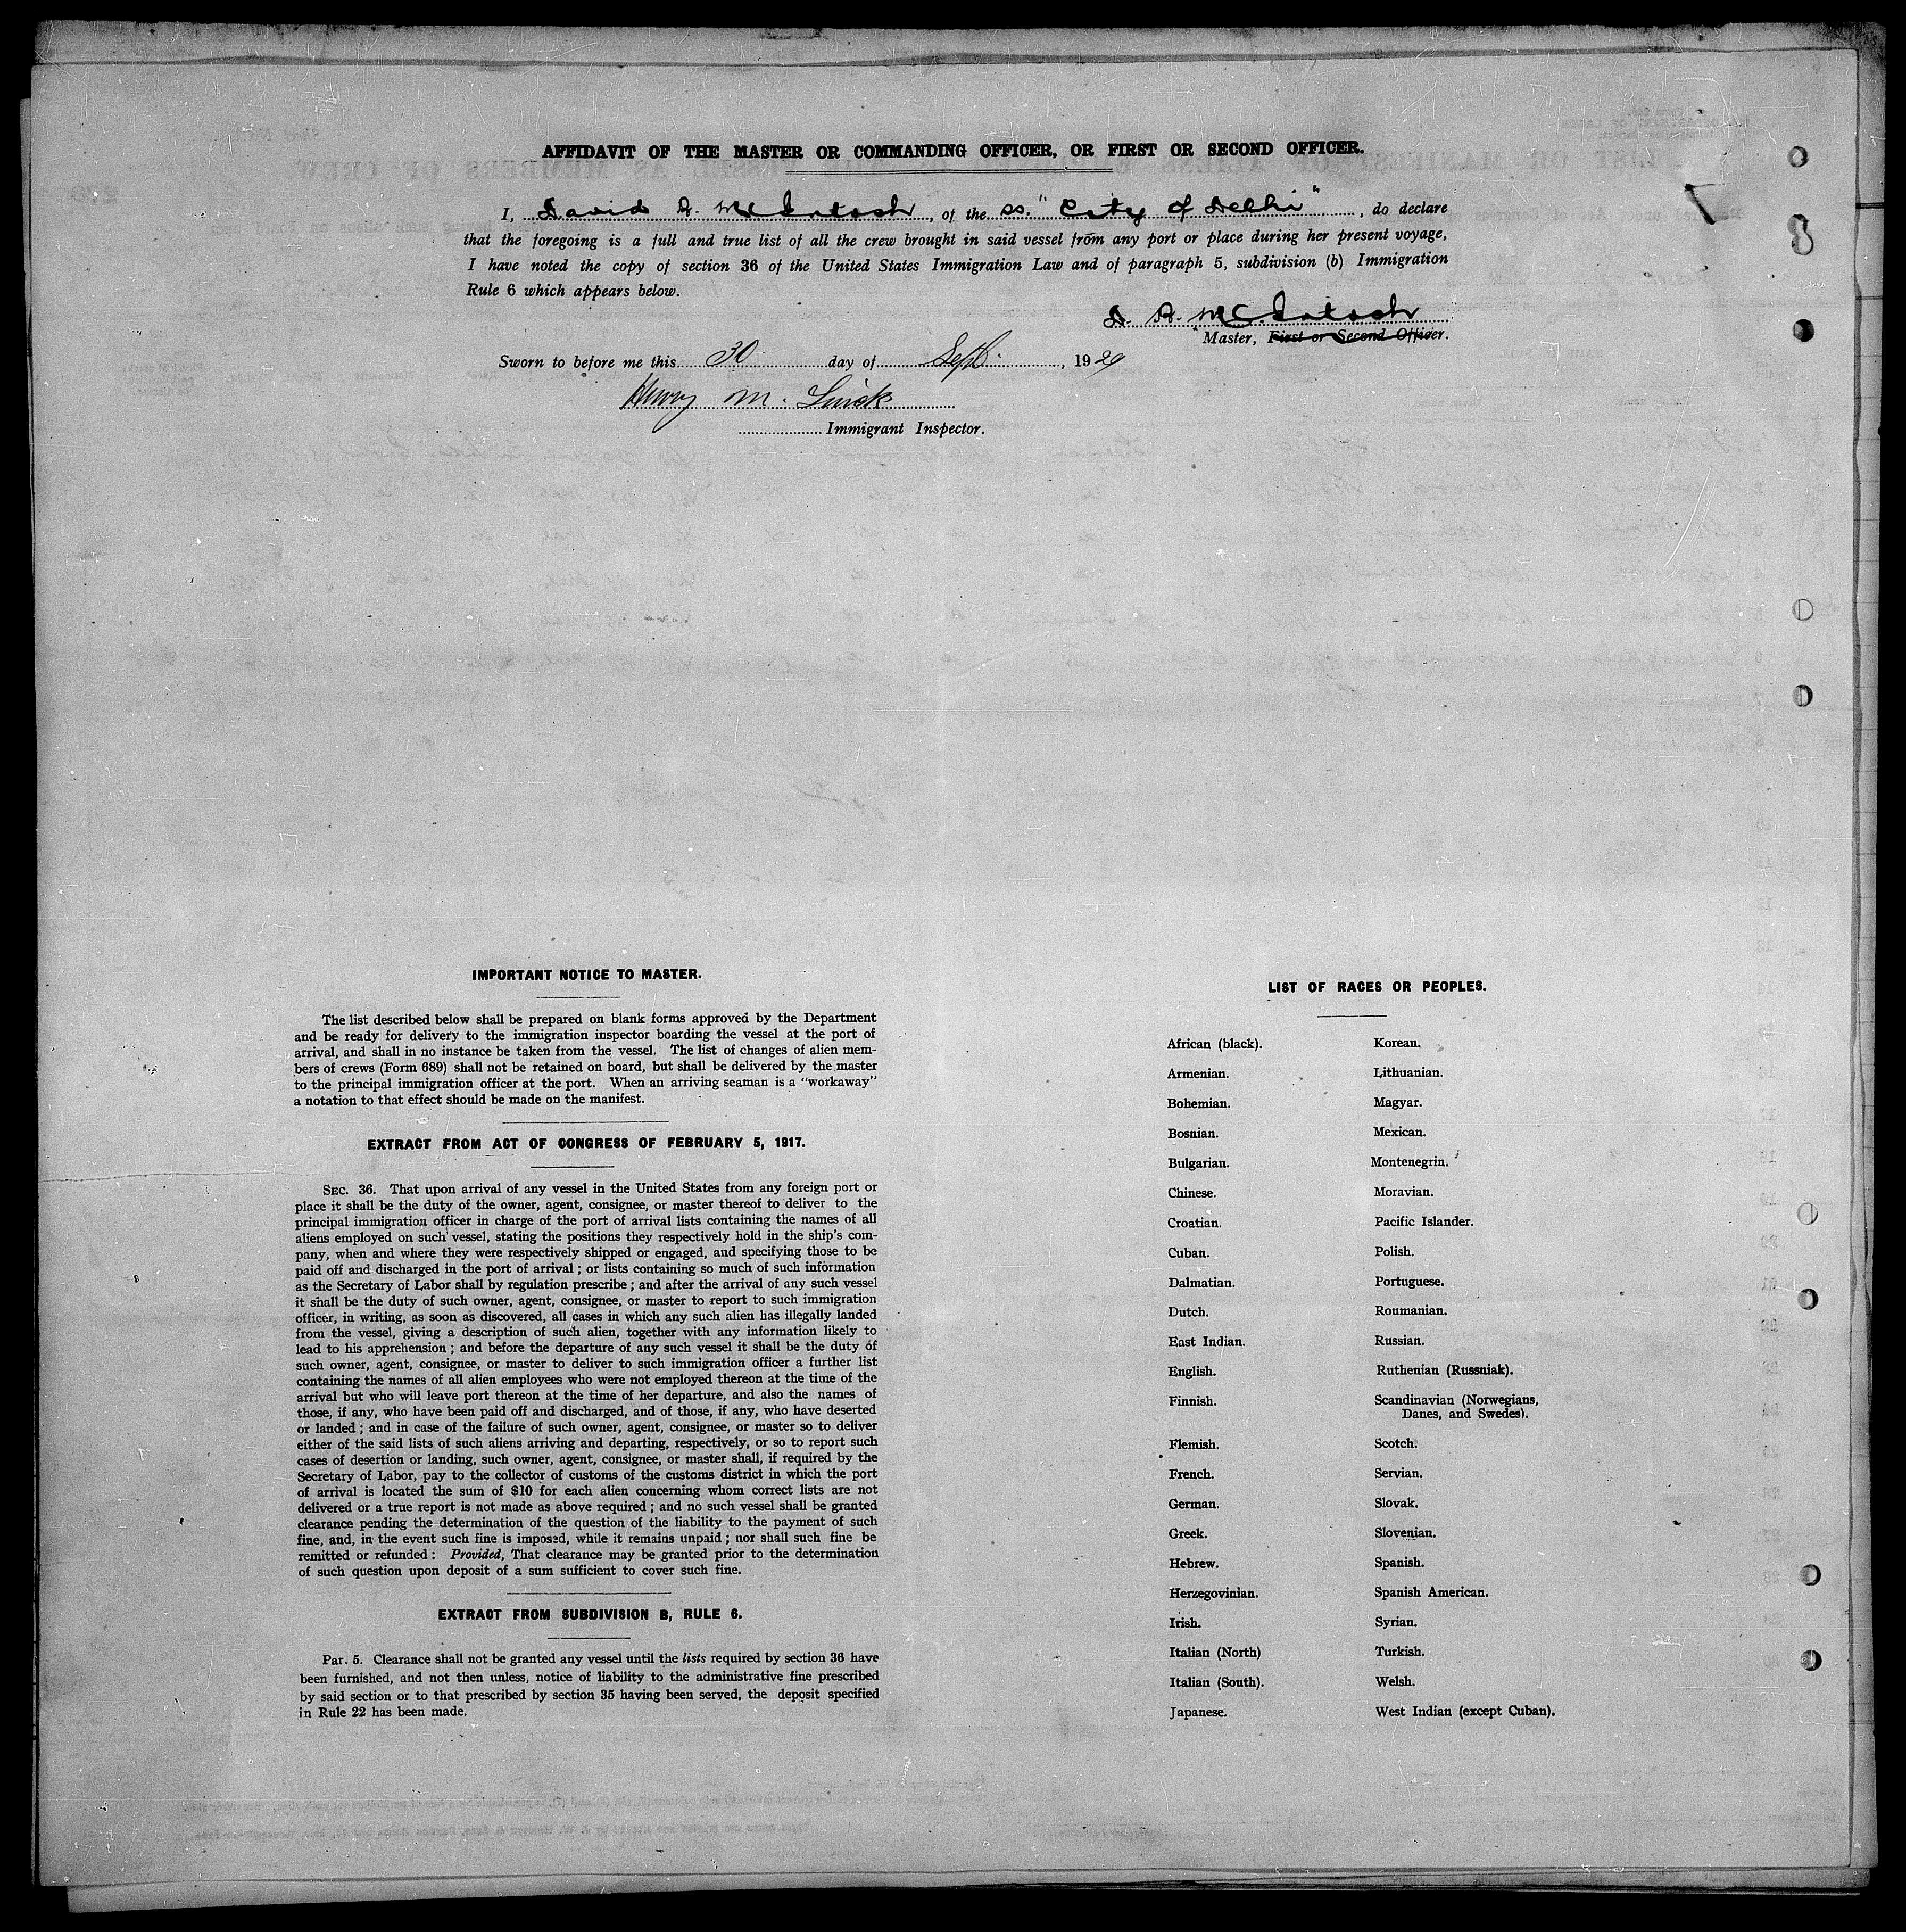 AFFIDAVIT OF THE MASTER OR COMMANDING OFFICER, OR FIRST OR SECOND OFFICER.
I, David A. McIntosh, of the ss. "City of Delhi", do declare
that the foregoing is a full and true list of all the crew brought in said vessel from any port or place during her present voyage,
I have noted the copy of section 36 of the United States Immigration Law and of paragraph 5, subdivision (b) Immigration
Rule 6 which appears below.
D. A. McIntosh
Master, First or Second Officer.
Sworn to before me this 30 day of Sept., 1920
Henry M.
Immigrant Inspector.
IMPORTANT NOTICE TO MASTER.
The list described below shall be prepared on blank forms approved by the Department
and be ready for delivery to the immigration inspector boarding the vessel at the port of
arrival, and shall in no instance be taken from the vessel. The list of changes of alien mem-
bers of crews (Form 689) shall not be retained on board, but shall be delivered by the master
to the principal immigration officer at the port. When an arriving seaman is a "workaway"
a notation to that effect should be made on the manifest.
EXTRACT FROM ACT OF CONGRESS OF FEBRUARY 5, 1917.
SEC. 36. That upon arrival of any vessel in the United States from any foreign port or
place it shall be the duty of the owner, agent, consignee, or master thereof to deliver to the
principal immigration officer in charge of the port of arrival lists containing the names of all
aliens employed on such vessel, stating the positions they respectively hold in the ship's com-
pany, when and where they were respectively shipped or engaged, and specifying those to be
paid off and discharged in the port of arrival; or lists containing so much of such information
as the Secretary of Labor shall by regulation prescribe; and after the arrival of any such vessel
it shall be the duty of such owner, agent, consignee, or master to report to such immigration
officer, in writing, as soon as discovered, all cases in which any such alien has illegally landed
from the vessel, giving a description of such alien, together with any information likely to
lead to his apprehension; and before the departure of any such vessel it shall be the duty of
such owner, agent, consignee, or master to deliver to such immigration officer a further list
containing the names of all alien employees who were not employed thereon at the time of the
arrival but who will leave port thereon at the time of her departure, and also the names of
those, if any, who have been paid off and discharged, and of those, if any, who have deserted
or landed; and in case of the failure of such owner, agent, consignee, or master so to deliver
either of the said lists of such aliens arriving and departing, respectively, or so to report such
cases of desertion or landing, such owner, agent, consignee, or master shall, if required by the
Secretary of Labor, pay to the collector of customs of the customs district in which the port
of arrival is located the sum of $10 for each alien concerning whom correct lists are not
delivered or a true report is not made as above required; and no such vessel shall be granted
clearance pending the determination of the question of the liability to the payment of such
fine, and, in the event such fine is imposed, while it remains unpaid; nor shall such fine be
remitted or refunded: Provided, That clearance may be granted prior to the determination
of such question upon deposit of a sum sufficient to cover such fine.
EXTRACT FROM SUBDIVISION B, RULE 6.
Par. 5. Clearance shall not be granted any vessel until the lists required by section 36 have
been furnished, and not then unless, notice of liability to the administrative fine prescribed
by said section or to that prescribed by section 35 having been served, the deposit specified
in Rule 22 has been made.
LIST OF RACES OR PEOPLES.
African (black). Korean.
Armenian. Lithuanian.
Bohemian. Magyar.
Bosnian. Mexican.
Bulgarian. Montenegrin.
Chinese. Moravian.
Croatian. Pacific Islander.
Cuban. Polish.
Dalmatian. Portuguese.
Dutch. Roumanian.
East Indian. Russian.
English. Ruthenian (Russniak).
Finnish. Scandinavian (Norwegians,
Danes, and Swedes).
Flemish. Scotch.
French. Servian.
German. Slovak.
Greek. Slovenian.
Hebrew. Spanish.
Herzegovinian. Spanish American.
Irish. Syrian.
Italian (North) Turkish.
Italian (South). Welsh.
Japanese. West Indian (except Cuban).